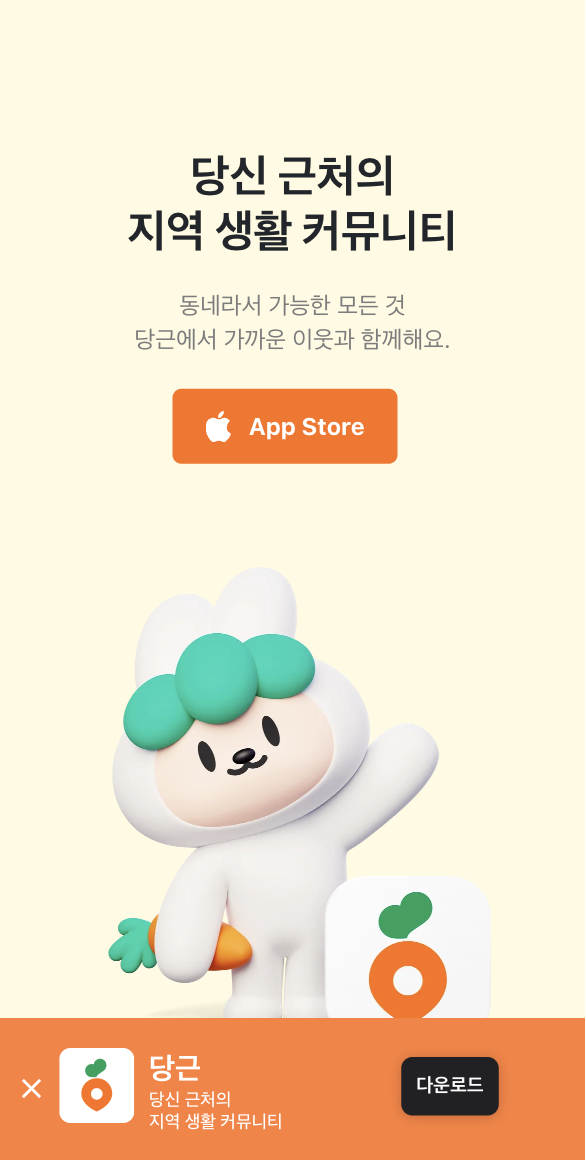 당신 근처의
지역 생활 커뮤니티
동네라서 가능한 모든 것
당근에서 가까운 이웃과 함께해요.
App Store
당근
당신 근처의
지역 생활 커뮤니티
다운로드